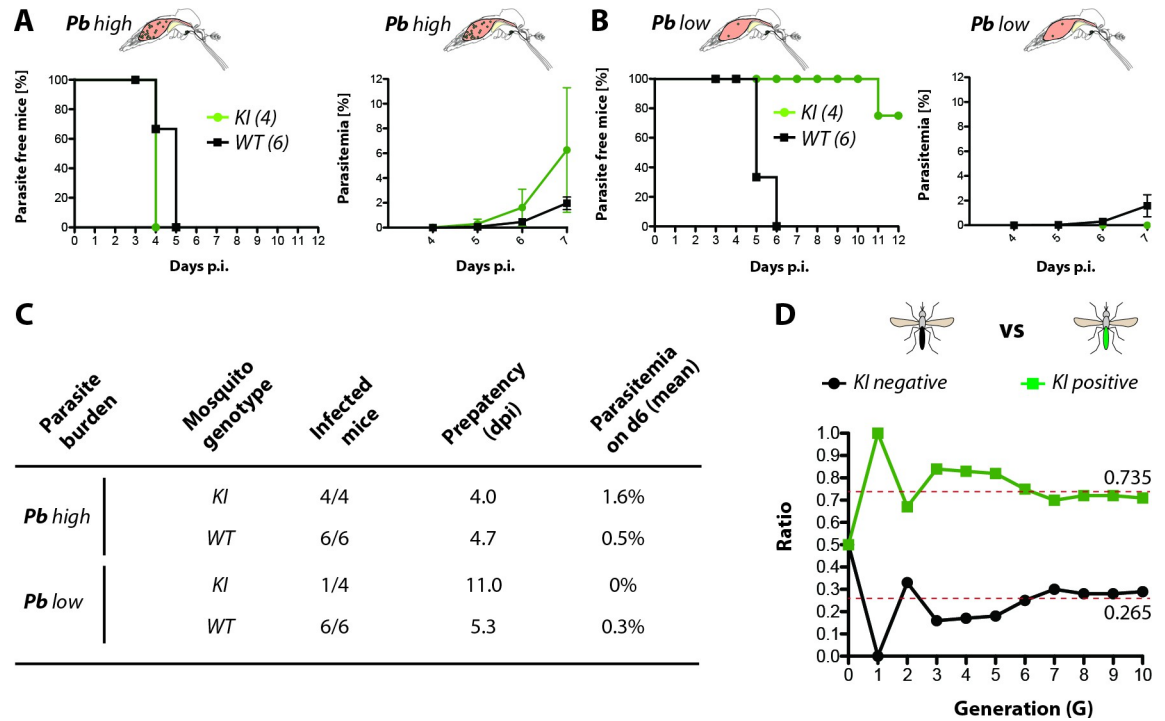 A
Pb high
Pb high
Parasite free mice [%]
100
80
60
40
20
0
KI (4)
WT (6)
0 1 2 3 4 5 6 7 8 9 10 11 12
Days p.i.
Parasitemia [%]
12
10
8
6
4
2
0
4 5 6 7
Days p.i.
B
Pb low
Pb low
Parasite free mice [%]
100
80
60
40
20
0
KI (4)
WT (6)
0 1 2 3 4 5 6 7 8 9 10 11 12
Days p.i.
Parasitemia [%]
12
10
8
6
4
2
0
4 5 6 7
Days p.i.
C
Parasite
burden
Mosquito
genotype
Infected
mice
Prepatency
(dpi)
Parasitemia
on d6 (mean)
Pb high
KI 4/4 4.0 1.6%
WT 6/6 4.7 0.5%
Pb low
KI 1/4 11.0 0%
WT 6/6 5.3 0.3%
D
vs
KI negative
KI positive
Ratio
1.0
0.9
0.8
0.7
0.6
0.5
0.4
0.3
0.2
0.1
0.0
0.735
0.265
0 1 2 3 4 5 6 7 8 9 10
Generation (G)